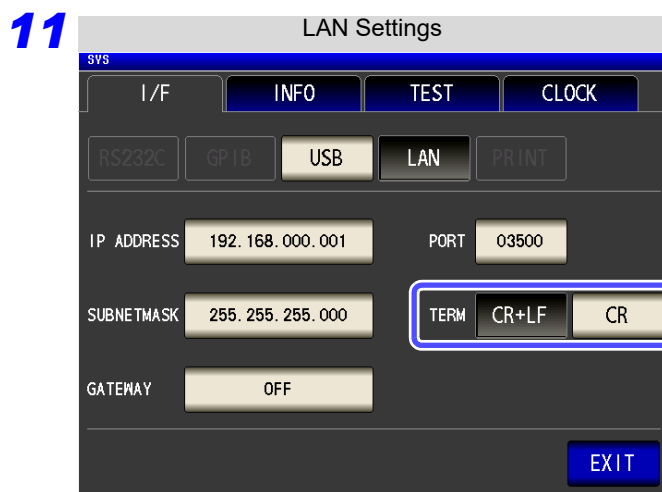 11
LAN Settings
SYS
I/F INFO TEST CLOCK
RS232C GPIB USB LAN PRINT
IP ADDRESS 192.168.000.001 PORT 03500
SUBNETMASK 255.255.255.000 TERM CR+LF CR
GATEWAY OFF
EXIT